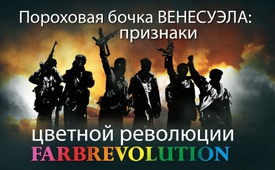 Пороховая бочка ВЕНЕСУЭЛА:
признаки
цветной революции
FARBREVOLUTION